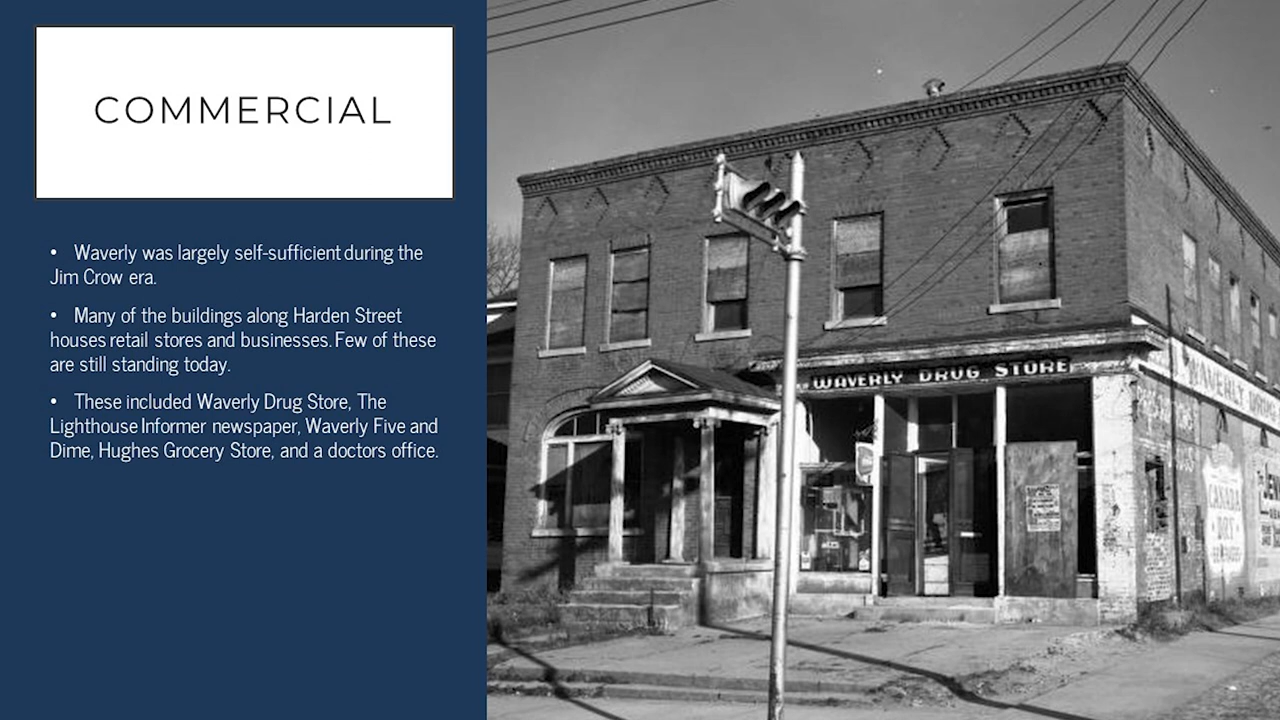 COMMERCIAL
• Waverly was largely self-sufficient during the
Jim Crow era.
• Many of the buildings along Harden Street
houses retail stores and businesses. Few of these
are still standing today.
• These included Waverly Drug Store, The
Lighthouse Informer newspaper, Waverly Five and
Dime, Hughes Grocery Store, and a doctors office.
WAVERLY DRUG STORE
WAVERLY
CANADA
DRY